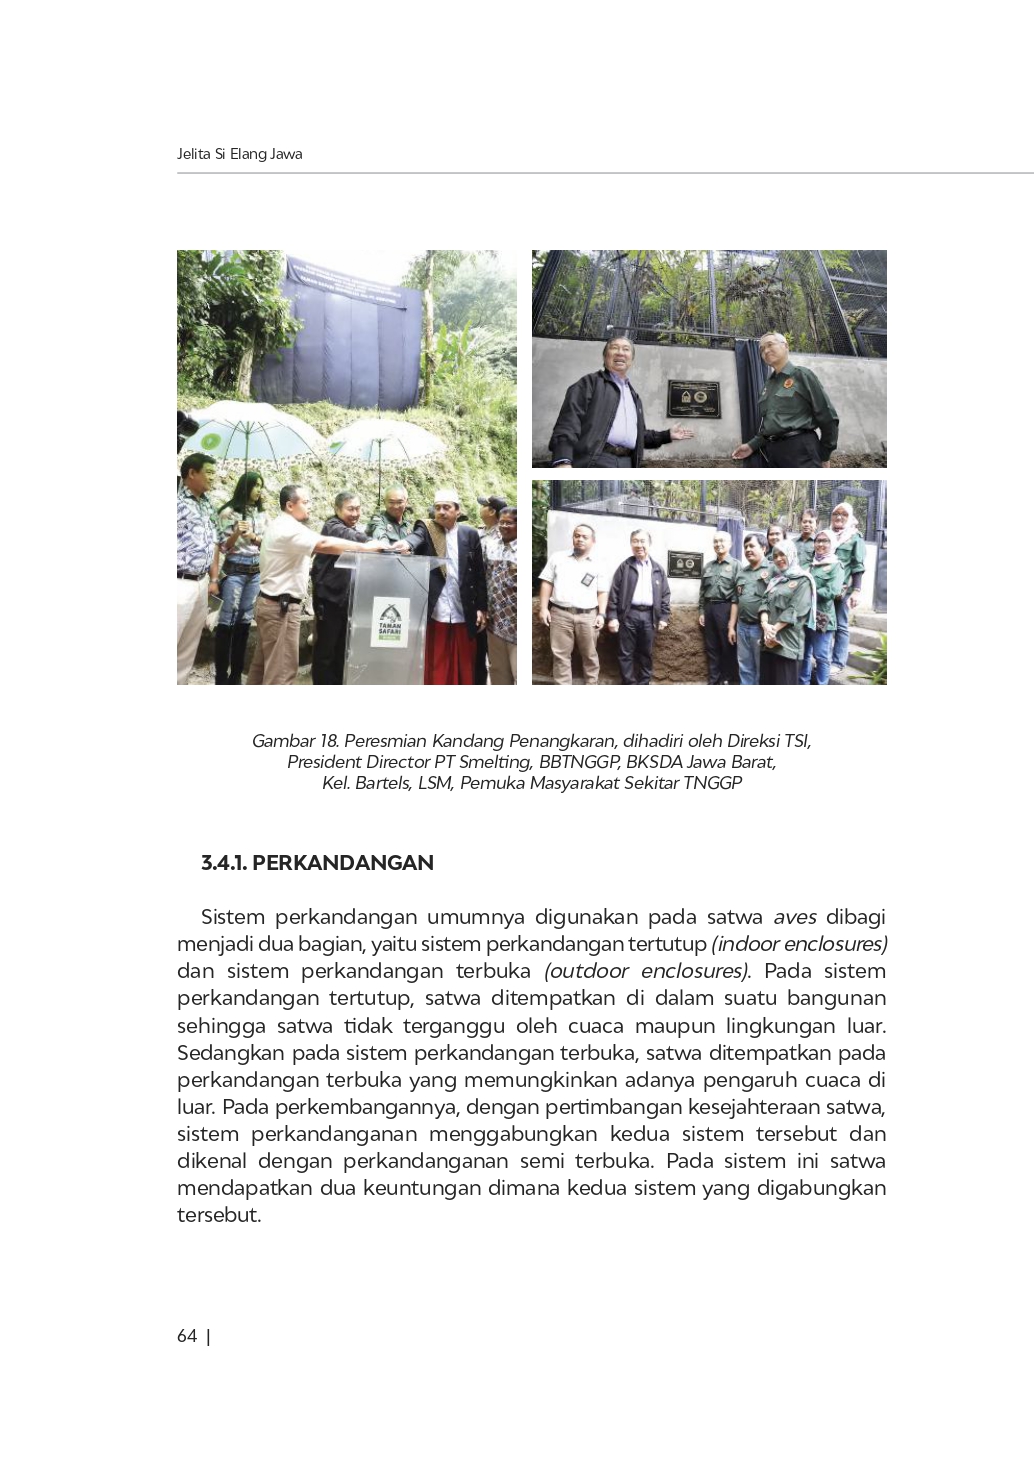 Jelita Si Elang Jawa
TAMAN
SAFARI
Gambar 18. Peresmian Kandang Penangkaran, dihadiri oleh Direksi TSI,
President Director PT Smelting, BBTNGGP, BKSDA Jawa Barat,
Kel. Bartels, LSM, Pemuka Masyarakat Sekitar TNGGP
3.4.1. PERKANDANGAN
Sistem perkandangan umumnya digunakan pada satwa aves dibagi
menjadi dua bagian, yaitu sistem perkandangan tertutup (indoor enclosures)
dan sistem perkandangan terbuka (outdoor enclosures). Pada sistem
perkandangan tertutup, satwa ditempatkan di dalam suatu bangunan
sehingga satwa tidak terganggu oleh cuaca maupun lingkungan luar.
Sedangkan pada sistem perkandangan terbuka, satwa ditempatkan pada
perkandangan terbuka yang memungkinkan adanya pengaruh cuaca di
luar. Pada perkembangannya, dengan pertimbangan kesejahteraan satwa,
sistem perkandanganan menggabungkan kedua sistem tersebut dan
dikenal dengan perkandanganan semi terbuka. Pada sistem ini satwa
mendapatkan dua keuntungan dimana kedua sistem yang digabungkan
tersebut.
64 |